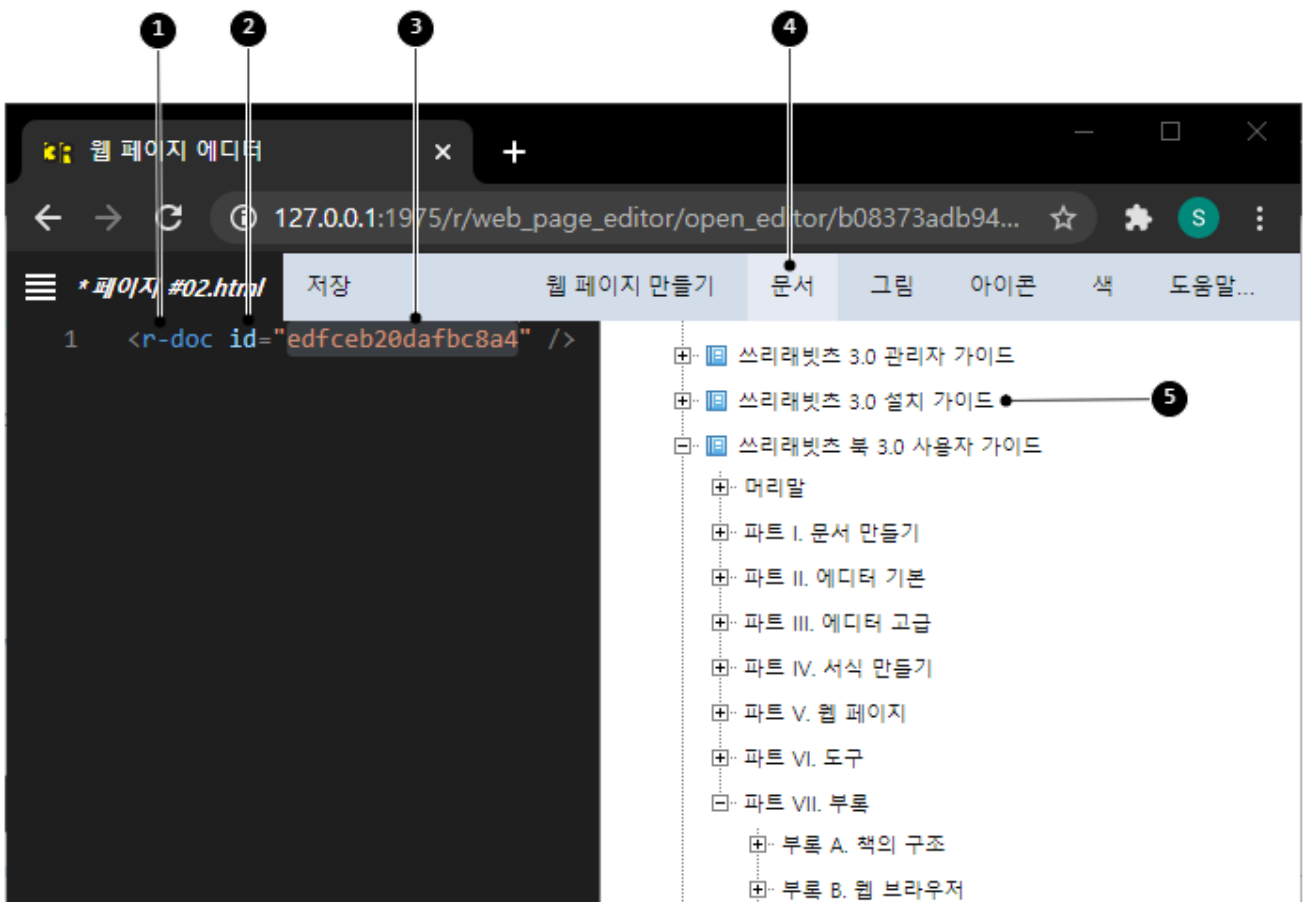 1 2 3 4
웹 페이지 에디터
127.0.0.1:1975/r/web_page_editor/open_editor/b08373adb94... S
* 페이지 #02.html 저장 웹 페이지 만들기 문서 그림 아이콘 색 도움말...
1 <r-doc id="edfceb20dafbc8a4" />
쓰리래빗츠 3.0 관리자 가이드
쓰리래빗츠 3.0 설치 가이드 5
쓰리래빗츠 북 3.0 사용자 가이드
머리말
파트 I. 문서 만들기
파트 II. 에디터 기본
파트 III. 에디터 고급
파트 IV. 서식 만들기
파트 V. 웹 페이지
파트 VI. 도구
파트 VII. 부록
부록 A. 책의 구조
부록 B. 웹 브라우저